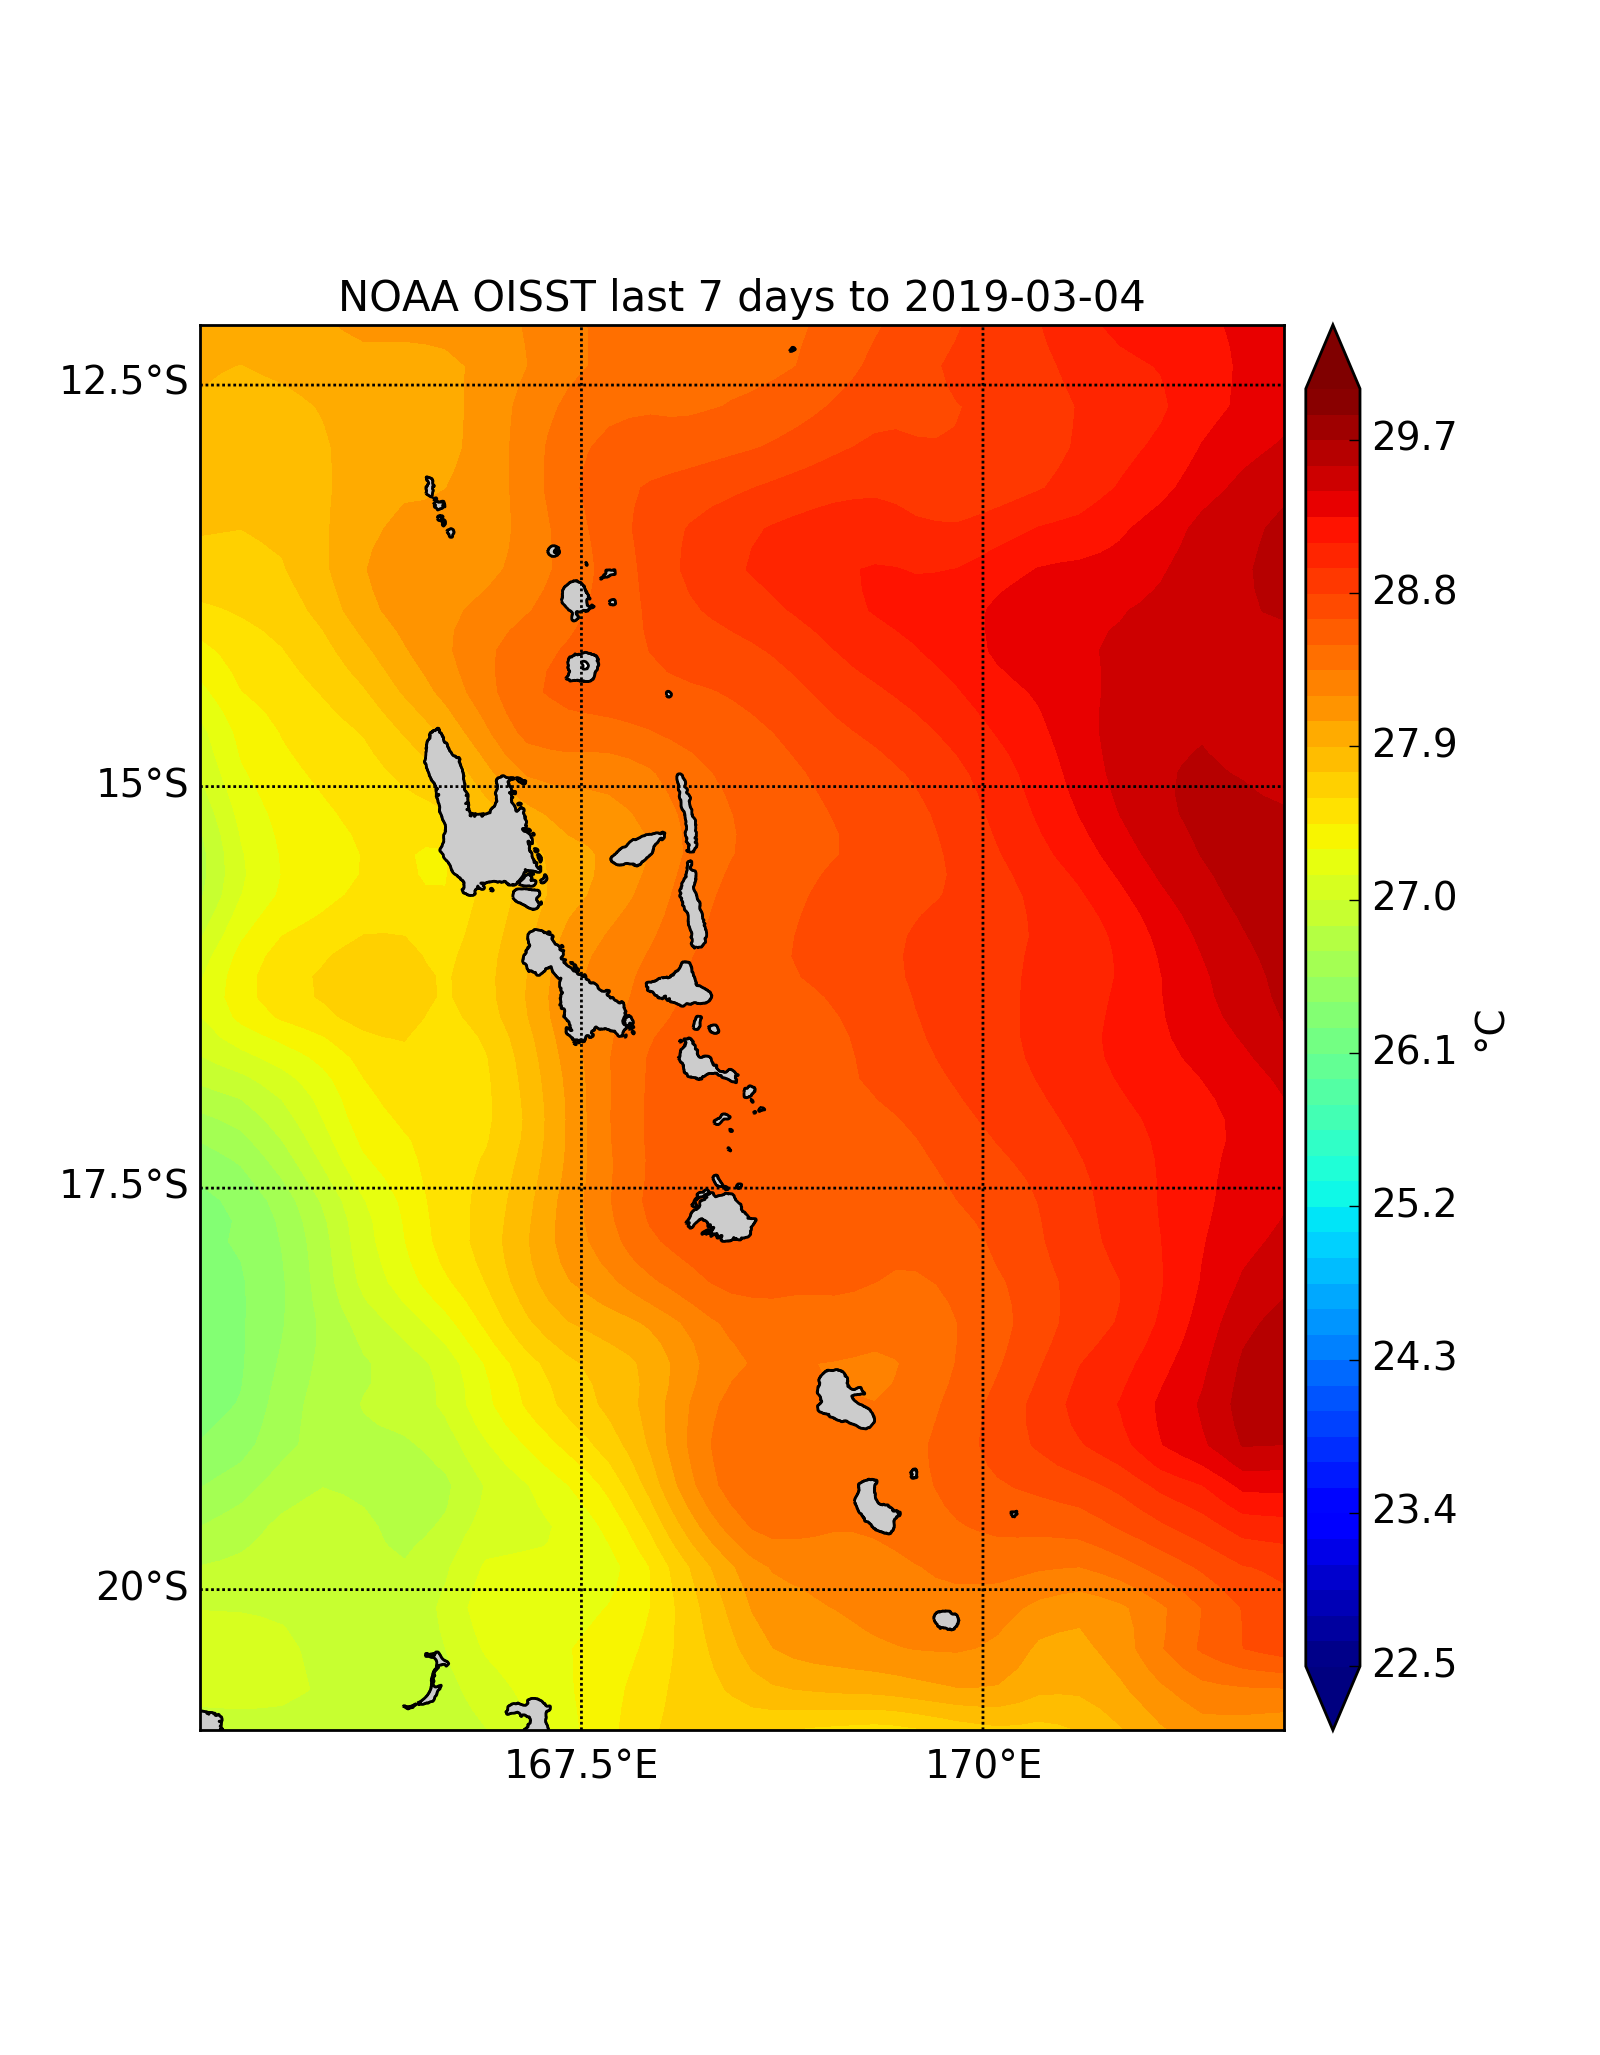 NOAA OISST last 7 days to 2019-03-04
12.5°S
15°S
17.5°S
20°S
167.5°E
170°E
29.7
28.8
27.9
27.0
26.1
25.2
24.3
23.4
22.5
°C